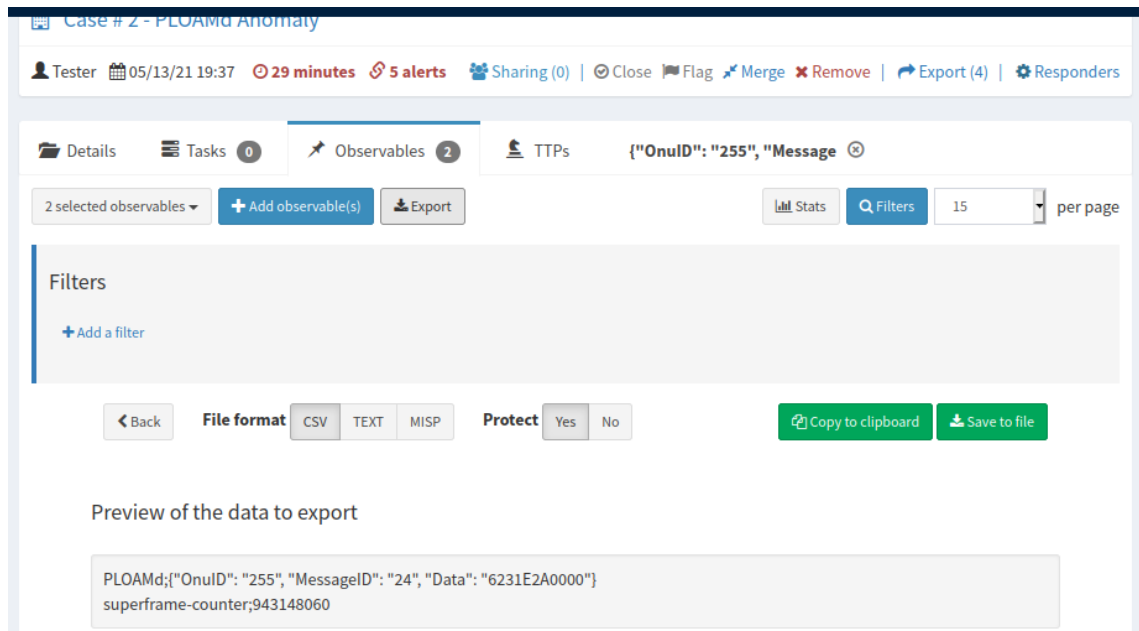 Case # 2 - PLOAMd Anomaly
Tester 05/13/21 19:37 29 minutes 5 alerts Sharing (0) | Close Flag Merge Remove | Export (4) | Responders
Details Tasks 0 Observables 2 TTPs {"OnuID": "255", "Message
2 selected observables Add observable(s) Export Stats Filters 15 per page
Filters
Add a filter
Back File format CSV TEXT MISP Protect Yes No Copy to clipboard Save to file
Preview of the data to export
PLOAMd;{"OnuID": "255", "MessageID": "24", "Data": "6231E2A0000"}
superframe-counter;943148060